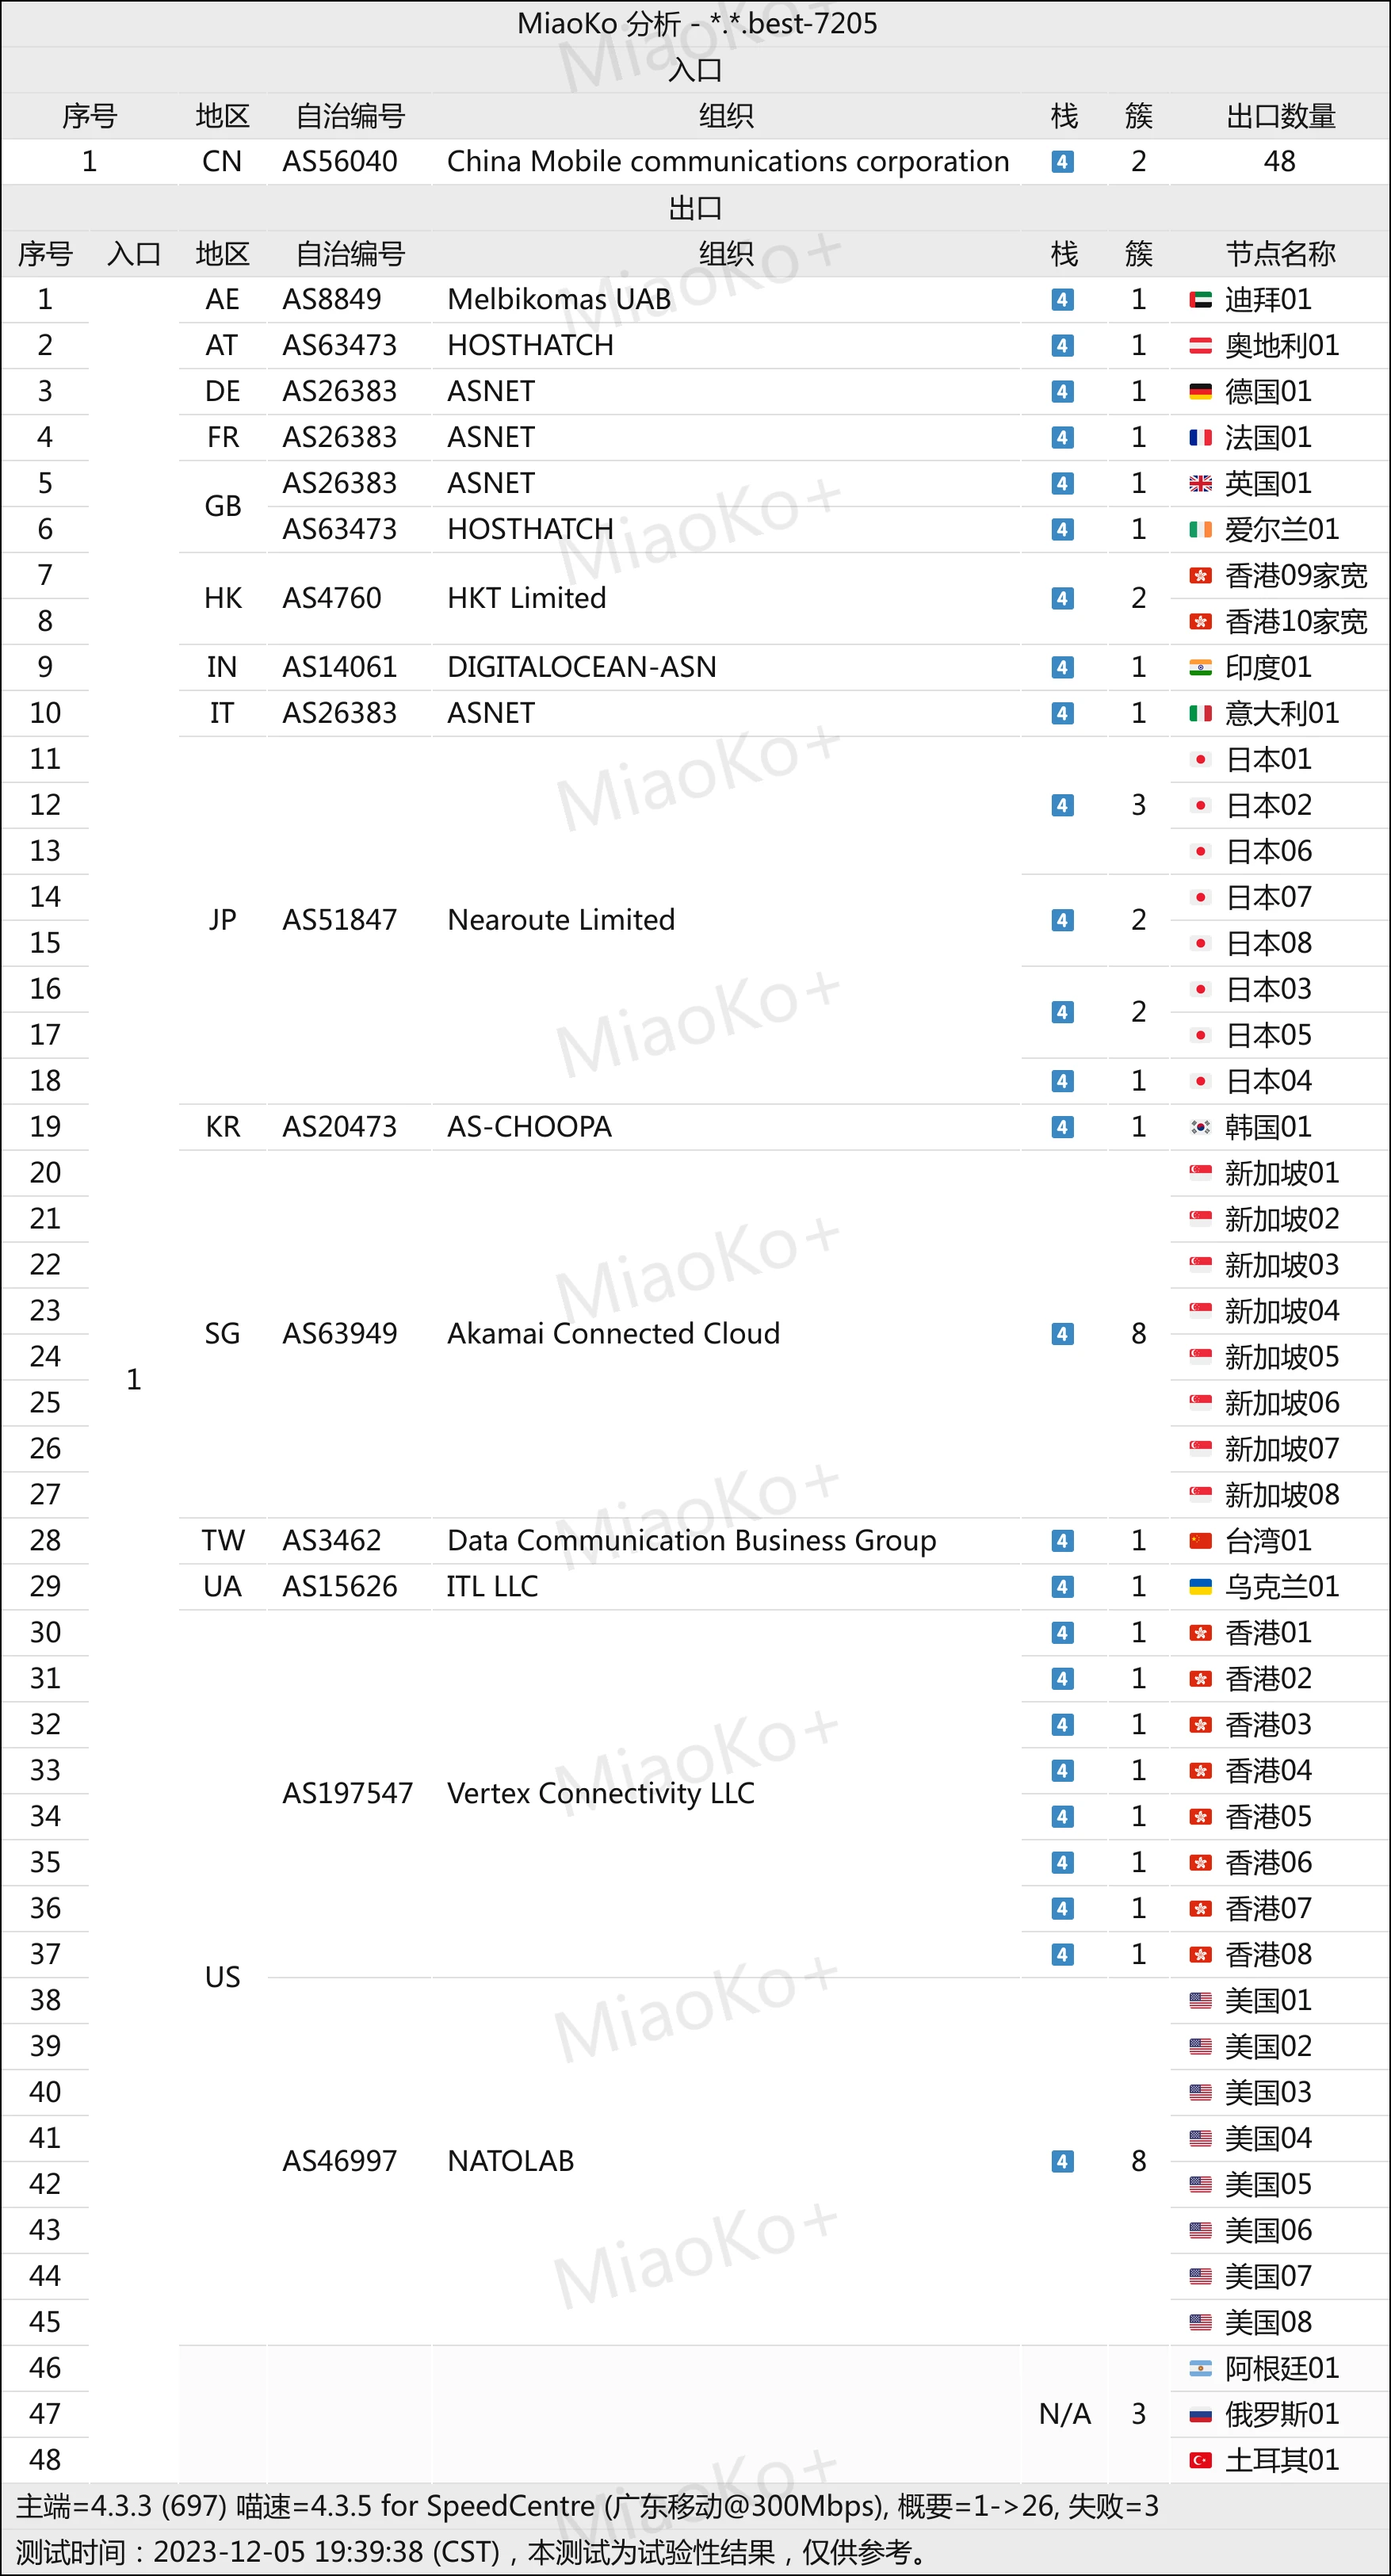 MiaoKo 分析 - *.*.best-7205
入口
序号 地区 自治编号 组织 栈 簇 出口数量
1 CN AS56040 China Mobile communications corporation 4 2 48
出口
序号 入口 地区 自治编号 组织 栈 簇 节点名称
1 AE AS8849 Melbikomas UAB 4 1 迪拜01
2 AT AS63473 HOSTHATCH 4 1 奥地利01
3 DE AS26383 ASNET 4 1 德国01
4 FR AS26383 ASNET 4 1 法国01
5 GB AS26383 ASNET 4 1 英国01
6 AS63473 HOSTHATCH 4 1 爱尔兰01
7 HK AS4760 HKT Limited 4 2 香港09家宽
8 香港10家宽
9 IN AS14061 DIGITALOCEAN-ASN 4 1 印度01
10 IT AS26383 ASNET 4 1 意大利01
11 日本01
12 4 3 日本02
13 日本06
14 JP AS51847 Nearoute Limited 4 2 日本07
15 日本08
16 4 2 日本03
17 日本05
18 4 1 日本04
19 KR AS20473 AS-CHOOPA 4 1 韩国01
20 新加坡01
21 新加坡02
22 新加坡03
23 SG AS63949 Akamai Connected Cloud 4 8 新加坡04
24 1 新加坡05
25 新加坡06
26 新加坡07
27 新加坡08
28 TW AS3462 Data Communication Business Group 4 1 台湾01
29 UA AS15626 ITL LLC 4 1 乌克兰01
30 4 1 香港01
31 4 1 香港02
32 4 1 香港03
33 AS197547 Vertex Connectivity LLC 4 1 香港04
34 4 1 香港05
35 4 1 香港06
36 4 1 香港07
37 US 4 1 香港08
38 美国01
39 美国02
40 美国03
41 AS46997 NATOLAB 4 8 美国04
42 美国05
43 美国06
44 美国07
45 美国08
46 阿根廷01
47 N/A 3 俄罗斯01
48 土耳其01
主端=4.3.3 (697) 喵速=4.3.5 for SpeedCentre (广东移动@300Mbps), 概要=1->26, 失败=3
测试时间：2023-12-05 19:39:38 (CST)，本测试为试验性结果，仅供参考。
MiaoKo+
MiaoKo+
MiaoKo+
MiaoKo+
MiaoKo+
MiaoKo+
MiaoKo+
MiaoKo+
MiaoKo+
MiaoKo+
MiaoKo+